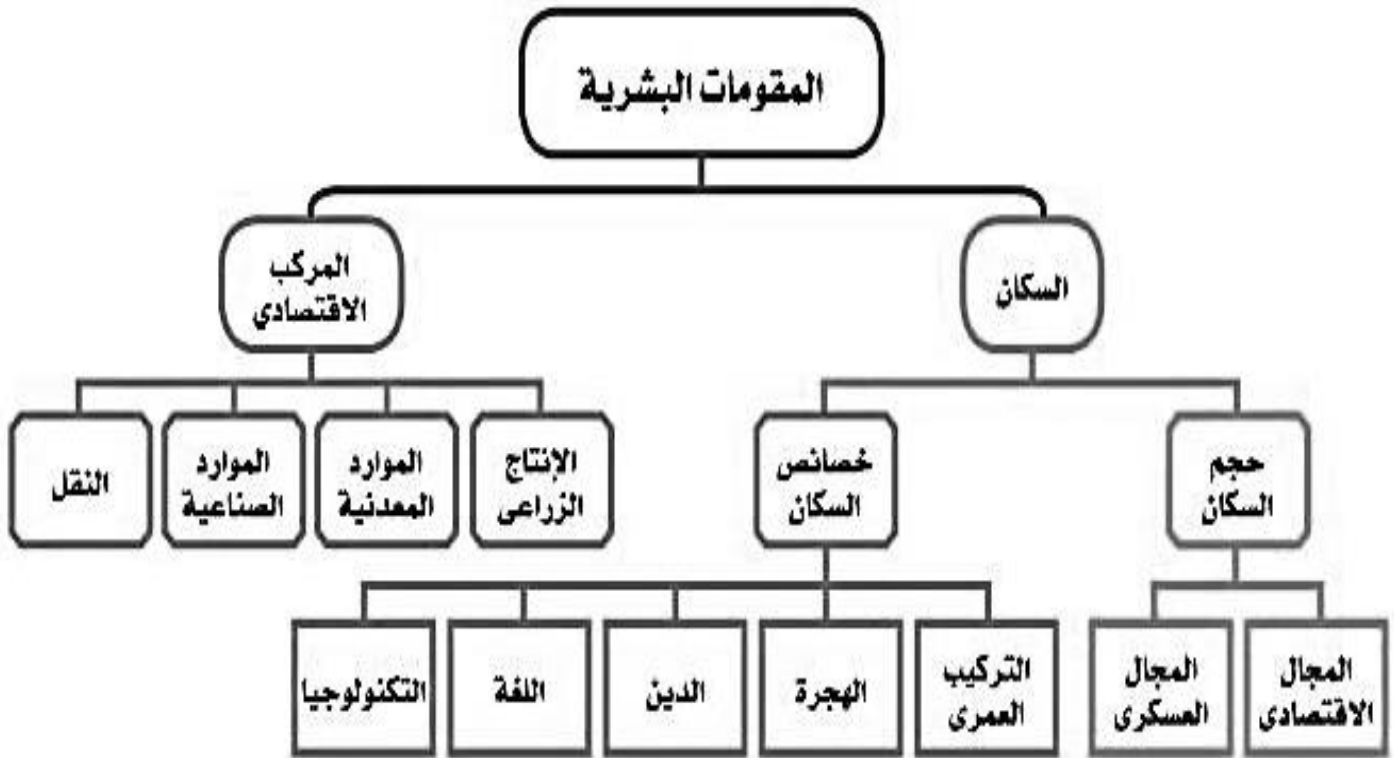 المقومات البشرية
السكان
المركب
الاقتصادي
حجم
السكان
خصائص
السكان
الإنتاج
الزراعى
الموارد
المعدنية
الموارد
الصناعية
النقل
المجال
الاقتصادى
المجال
العسكرى
التركيب
العمرى
الهجرة
الدين
اللغة
التكنولوجيا